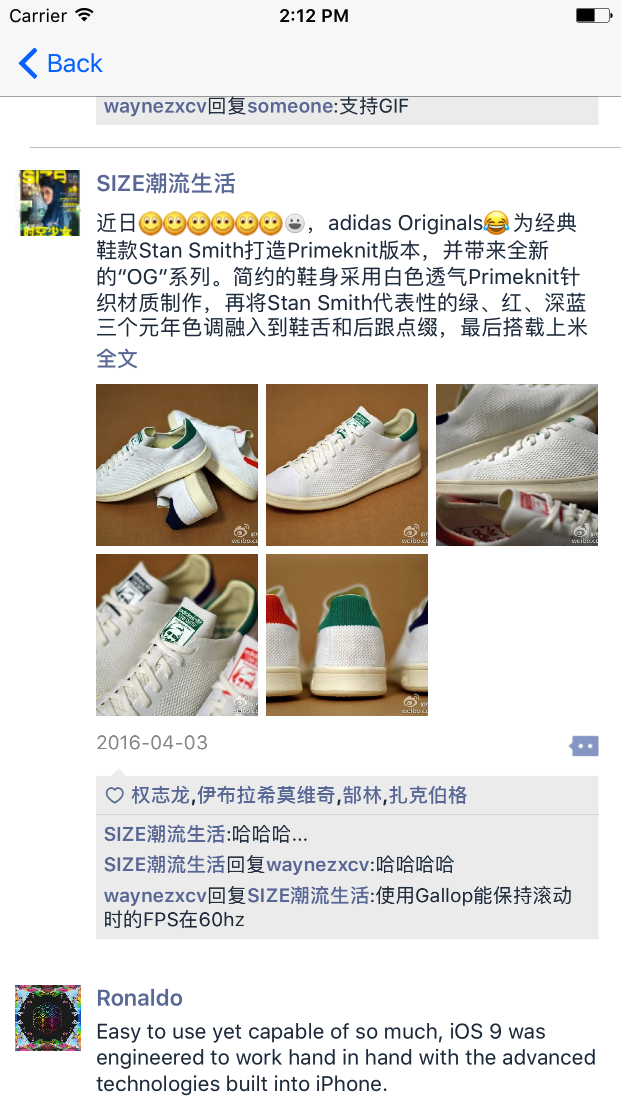 Carrier 2:12 PM
Back
waynezxcv回复someone:支持GIF
SIZE潮流生活
近日🙂🙂🙂🙂🙂🙂😀，adidas Originals😂为经典
鞋款Stan Smith打造Primeknit版本，并带来全新
的“OG”系列。简约的鞋身采用白色透气Primeknit针
织材质制作，再将Stan Smith代表性的绿、红、深蓝
三个元年色调融入到鞋舌和后跟点缀，最后搭载上米
全文
2016-04-03
权志龙,伊布拉希莫维奇,郜林,扎克伯格
SIZE潮流生活:哈哈哈...
SIZE潮流生活回复waynezxcv:哈哈哈哈
waynezxcv回复SIZE潮流生活:使用Gallop能保持滚动
时的FPS在60hz
Ronaldo
Easy to use yet capable of so much, iOS 9 was
engineered to work hand in hand with the advanced
technologies built into iPhone.